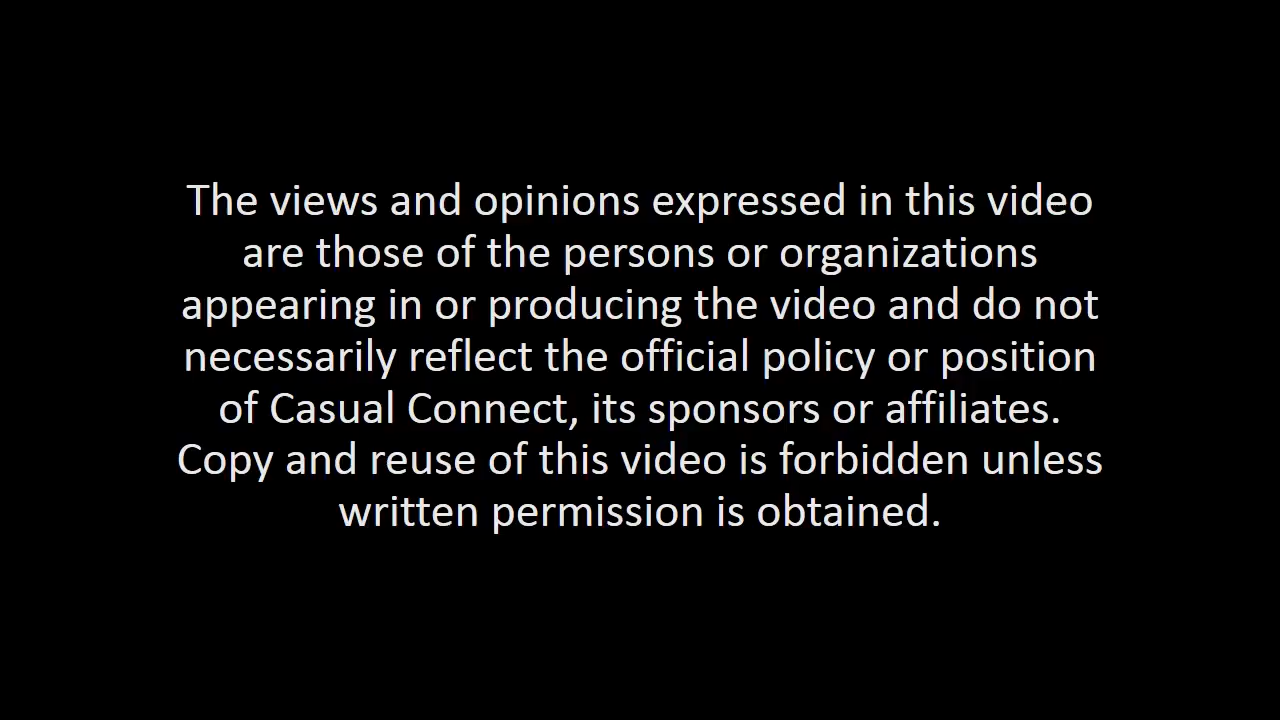 The views and opinions expressed in this video
are those of the persons or organizations
appearing in or producing the video and do not
necessarily reflect the official policy or position
of Casual Connect, its sponsors or affiliates.
Copy and reuse of this video is forbidden unless
written permission is obtained.